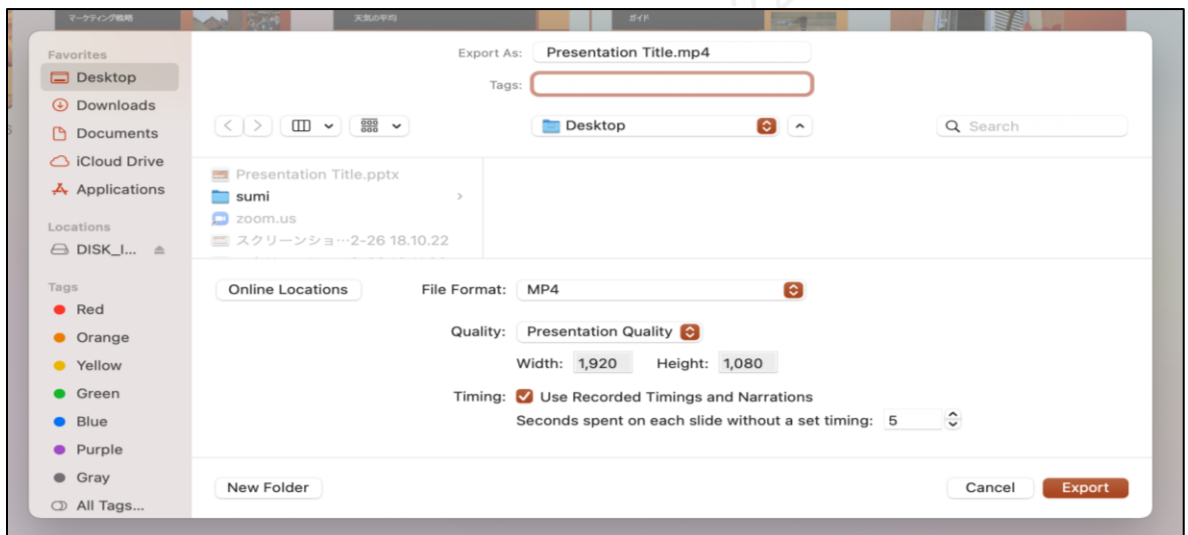 マーケティング戦略
天気の平均
ガイド
Favorites
Desktop
Downloads
Documents
iCloud Drive
Applications
Locations
DISK_I...
Tags
Red
Orange
Yellow
Green
Blue
Purple
Gray
All Tags...
Export As: Presentation Title.mp4
Tags:
Desktop
Search
Presentation Title.pptx
sumi
zoom.us
スクリーンショ…2-26 18.10.22
Online Locations
File Format: MP4
Quality: Presentation Quality
Width: 1,920 Height: 1,080
Timing: Use Recorded Timings and Narrations
Seconds spent on each slide without a set timing: 5
New Folder
Cancel
Export